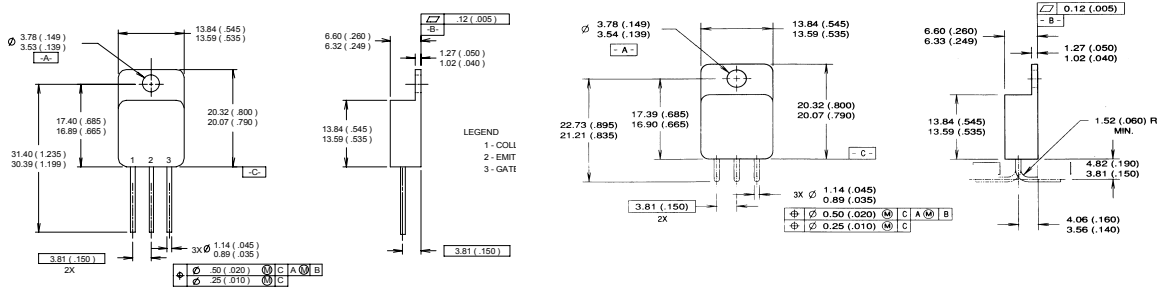 .12 (.005)
-B-
Ø 3.78 (.149)
3.53 (.139)
-A-
13.84 (.545)
13.59 (.535)
6.60 (.260)
6.32 (.249)
1.27 (.050)
1.02 (.040)
17.40 (.685)
16.89 (.665)
20.32 (.800)
20.07 (.790)
13.84 (.545)
13.59 (.535)
31.40 (1.235)
30.39 (1.199)
1 2 3
-C-
LEGEND
1 - COLL
2 - EMIT
3 - GATE
3.81 (.150)
2X
3X Ø 1.14 (.045)
0.89 (.035)
3.81 (.150)
⌖ Ø .50 (.020) Ⓜ C A Ⓜ B
Ø .25 (.010) Ⓜ C
0.12 (.005)
- B -
Ø 3.78 (.149)
3.54 (.139)
- A -
13.84 (.545)
13.59 (.535)
6.60 (.260)
6.33 (.249)
1.27 (.050)
1.02 (.040)
22.73 (.895)
21.21 (.835)
17.39 (.685)
16.90 (.665)
20.32 (.800)
20.07 (.790)
- C -
13.84 (.545)
13.59 (.535)
1.52 (.060) R
MIN.
4.82 (.190)
3.81 (.150)
3.81 (.150)
2X
3X Ø 1.14 (.045)
0.89 (.035)
⌖ Ø 0.50 (.020) Ⓜ C A Ⓜ B
⌖ Ø 0.25 (.010) Ⓜ C
4.06 (.160)
3.56 (.140)